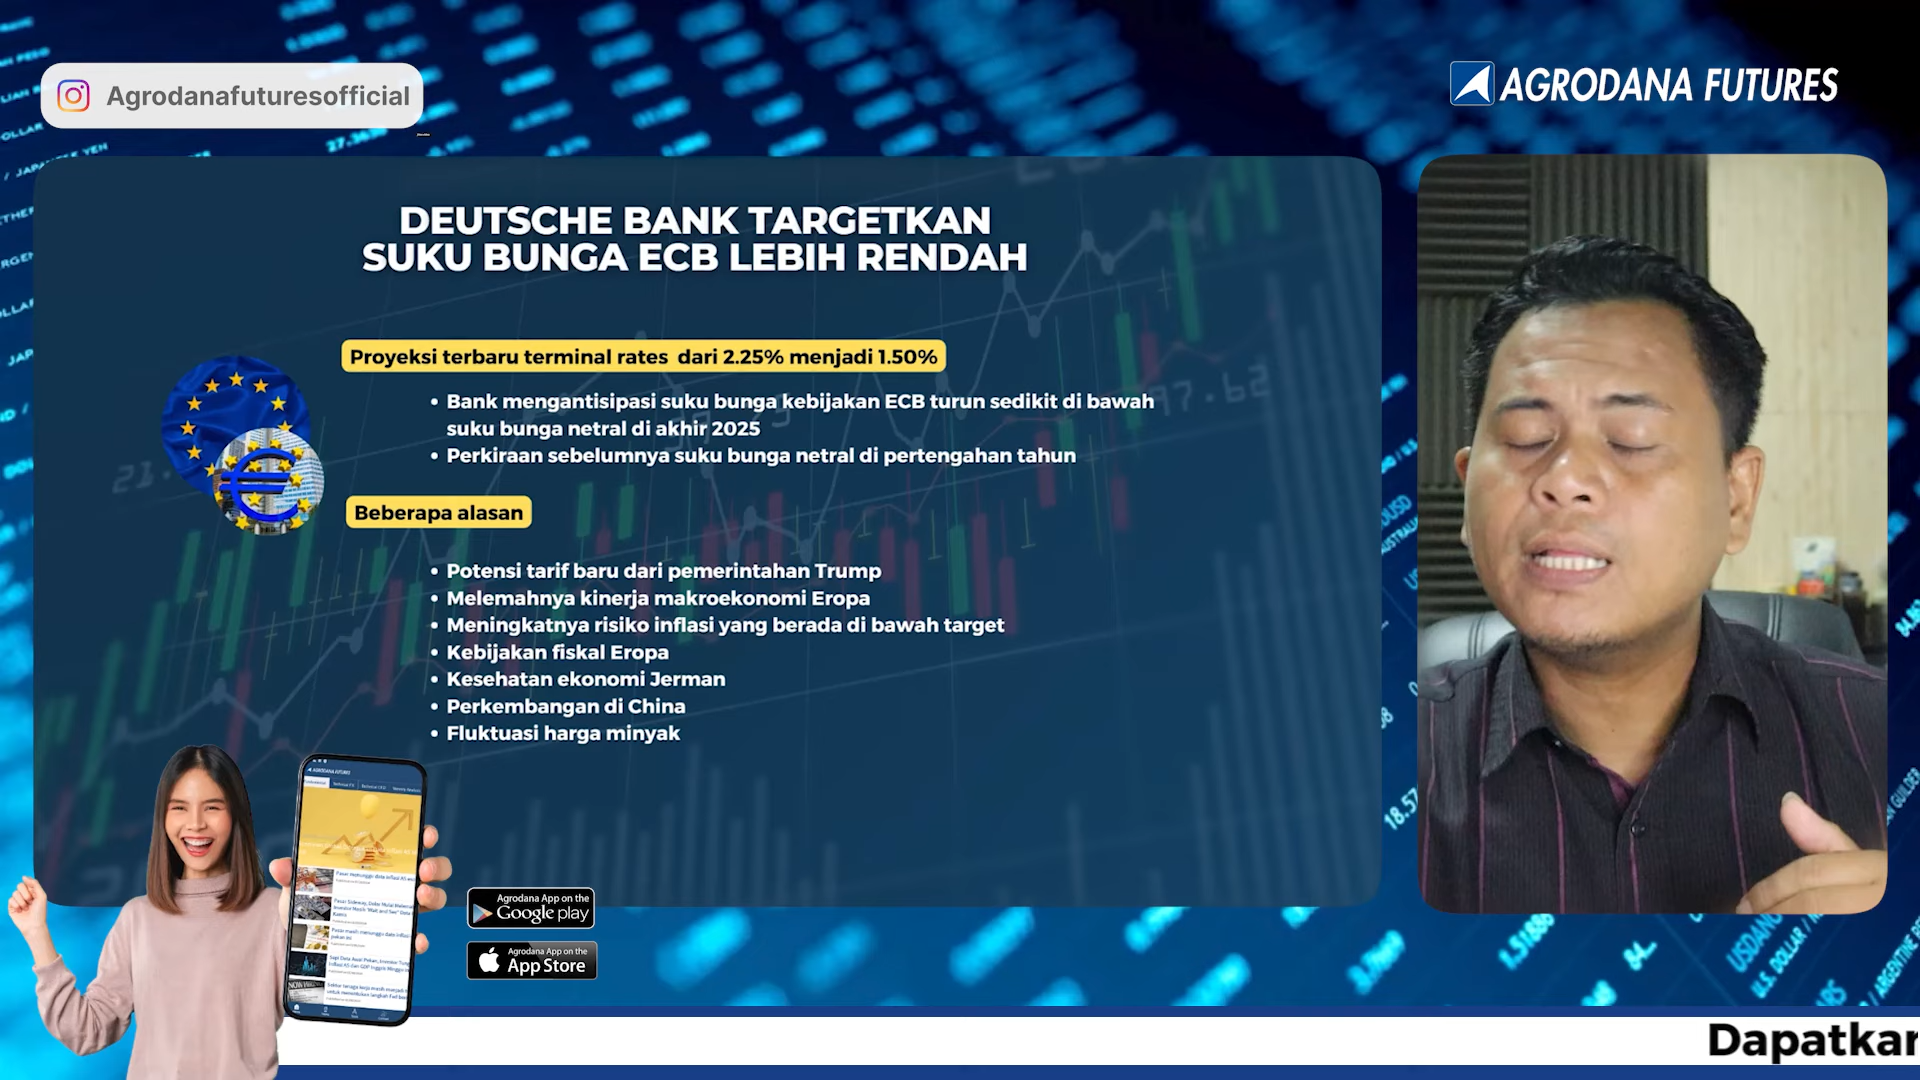 Agrodanafuturesofficial
AGRODANA FUTURES
DEUTSCHE BANK TARGETKAN
SUKU BUNGA ECB LEBIH RENDAH
Proyeksi terbaru terminal rates dari 2.25% menjadi 1.50%
• Bank mengantisipasi suku bunga kebijakan ECB turun sedikit di bawah
suku bunga netral di akhir 2025
• Perkiraan sebelumnya suku bunga netral di pertengahan tahun
Beberapa alasan
• Potensi tarif baru dari pemerintahan Trump
• Melemahnya kinerja makroekonomi Eropa
• Meningkatnya risiko inflasi yang berada di bawah target
• Kebijakan fiskal Eropa
• Kesehatan ekonomi Jerman
• Perkembangan di China
• Fluktuasi harga minyak
Agrodana App on the
Google play
Agrodana App on the
App Store
Dapatkan